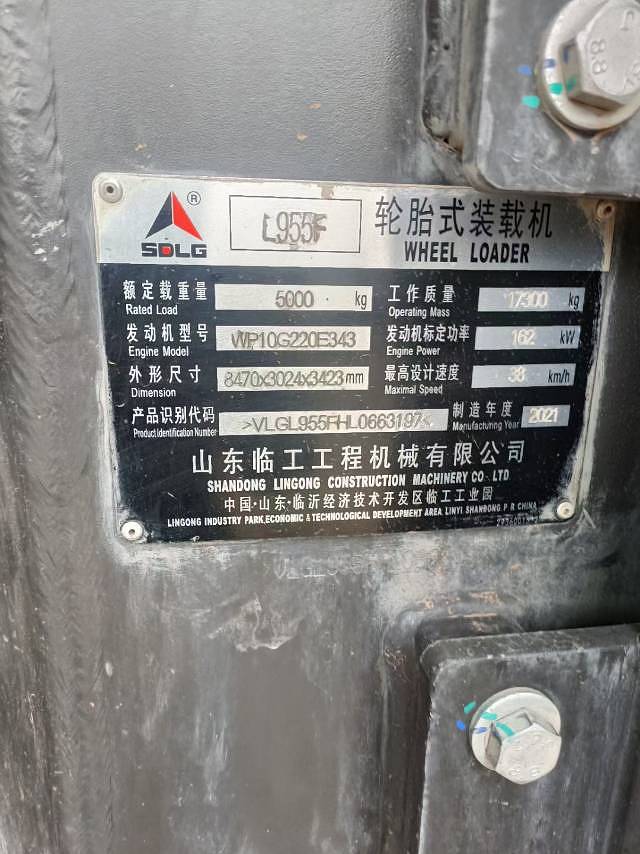 8.8
® SDLG
L955F
轮胎式装载机
WHEEL LOADER
额定载重量 5000 kg 工作质量 17300 kg
Rated Load Operating Mass
发动机型号 WP10G220E343 发动机标定功率 162 kW
Engine Model Engine Power
外形尺寸 8470x3024x3423 mm 最高设计速度 38 km/h
Dimension Maximal Speed
产品识别代码 >VLGL955FHL0663197< 制造年度 2021
Product Identification Number Manufacturing Year
山东临工工程机械有限公司
SHANDONG LINGONG CONSTRUCTION MACHINERY CO. LTD
中国·山东·临沂经济技术开发区临工工业园
LINGONG INDUSTRY PARK,ECONOMIC & TECHNOLOGICAL DEVELOPMENT AREA LINYI SHANDONG P R CHINA